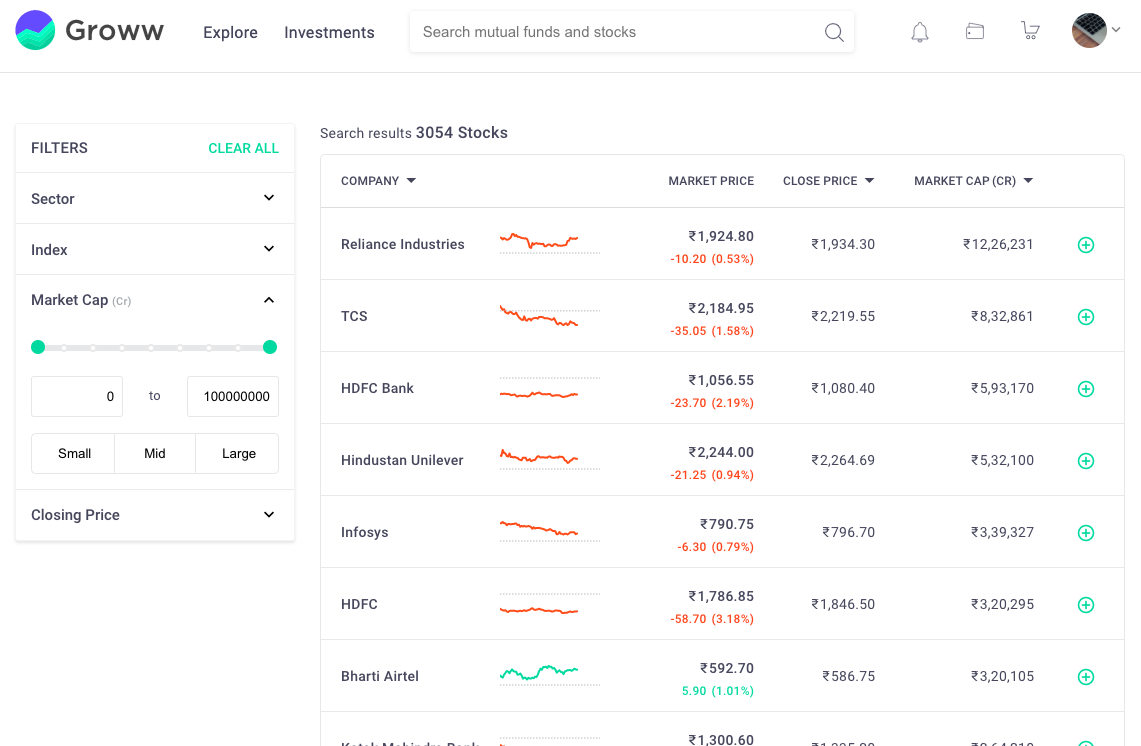 Groww
Explore Investments Search mutual funds and stocks
FILTERS CLEAR ALL
Sector
Index
Market Cap (Cr)
0 to 100000000
Small Mid Large
Closing Price
Search results 3054 Stocks
COMPANY MARKET PRICE CLOSE PRICE MARKET CAP (CR)
Reliance Industries ₹1,924.80 ₹1,934.30 ₹12,26,231
-10.20 (0.53%)
TCS ₹2,184.95 ₹2,219.55 ₹8,32,861
-35.05 (1.58%)
HDFC Bank ₹1,056.55 ₹1,080.40 ₹5,93,170
-23.70 (2.19%)
Hindustan Unilever ₹2,244.00 ₹2,264.69 ₹5,32,100
-21.25 (0.94%)
Infosys ₹790.75 ₹796.70 ₹3,39,327
-6.30 (0.79%)
HDFC ₹1,786.85 ₹1,846.50 ₹3,20,295
-58.70 (3.18%)
Bharti Airtel ₹592.70 ₹586.75 ₹3,20,105
5.90 (1.01%)
Kotak Mahindra Bank ₹1,300.60